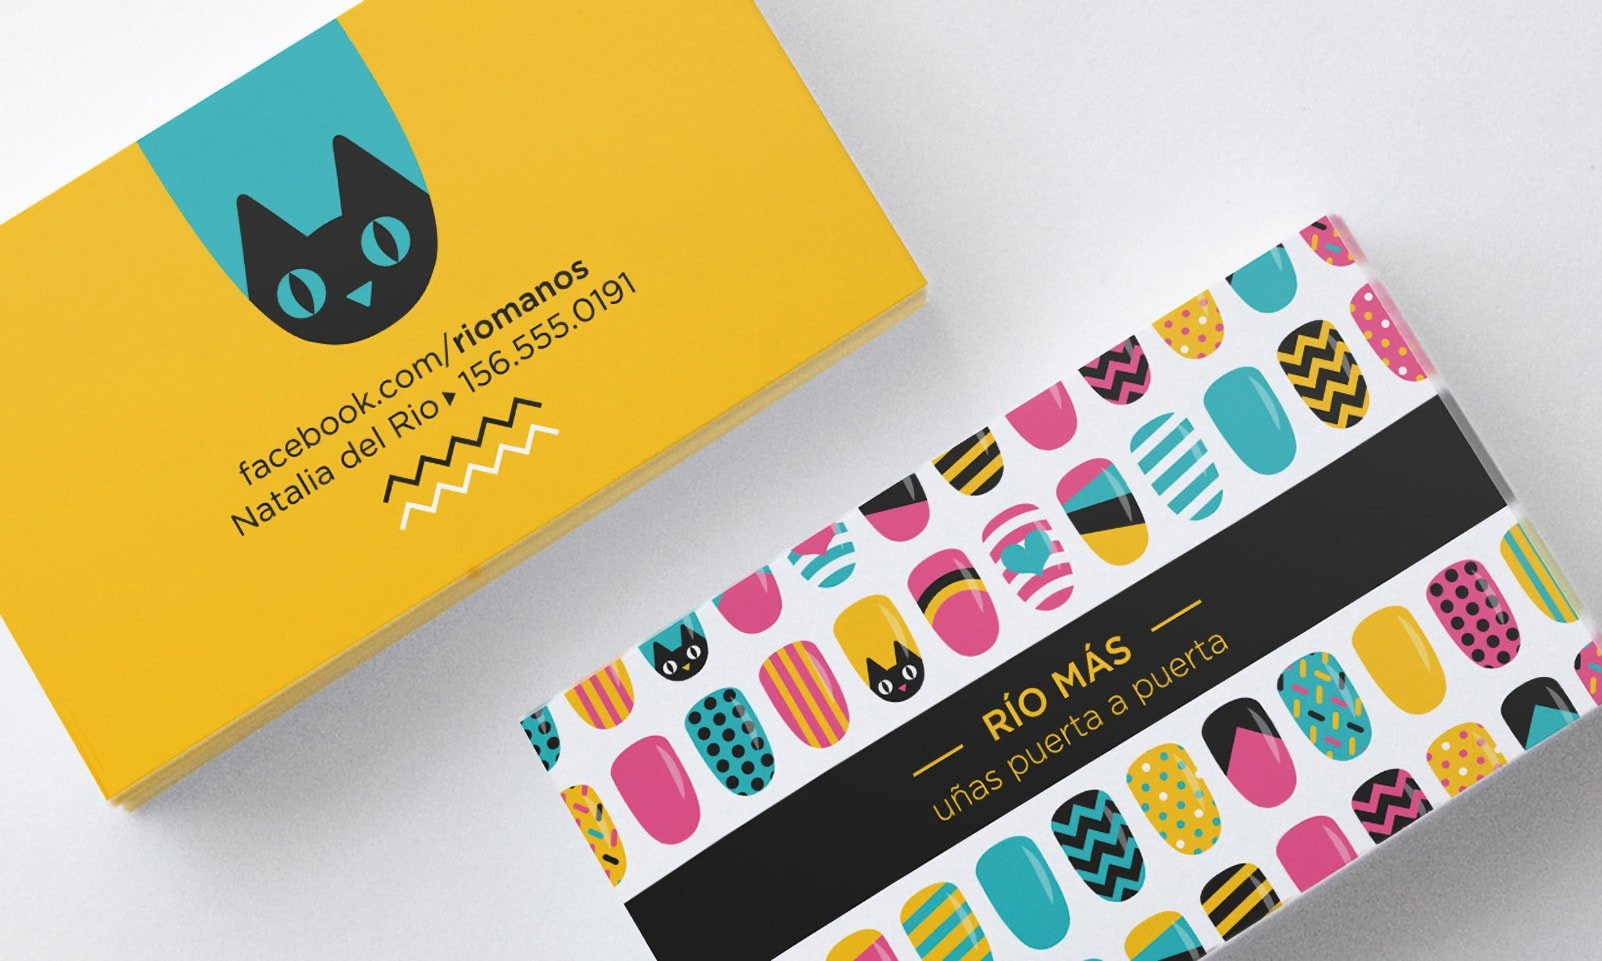 facebook.com/riomanos
Natalia del Rio ▸ 156.555.0191
RÍO MÁS
uñas puerta a puerta